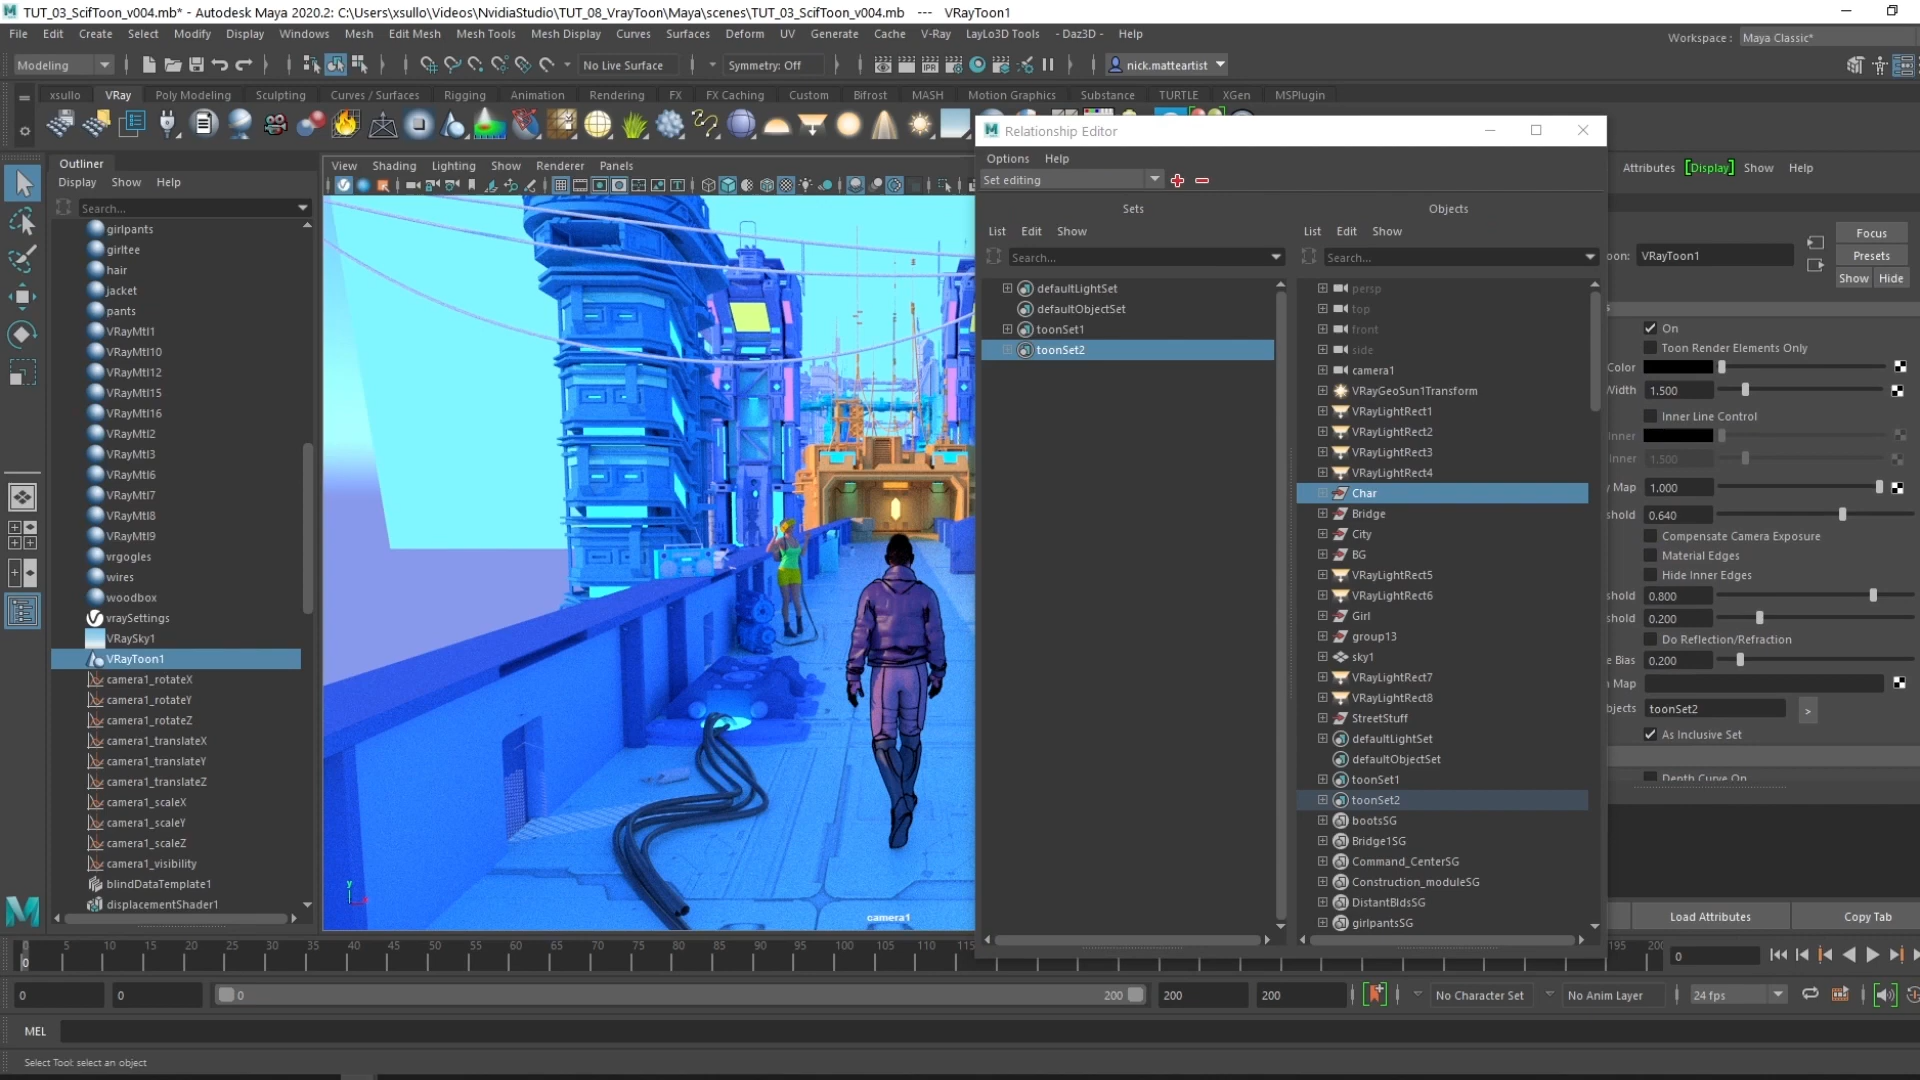 TUT_03_ScifToon_v004.mb* - Autodesk Maya 2020.2: C:\Users\xsullo\Videos\NvidiaStudio\TUT_08_VrayToon\Maya\scenes\TUT_03_ScifToon_v004.mb --- VRayToon1
File Edit Create Select Modify Display Windows Mesh Edit Mesh Mesh Tools Mesh Display Curves Surfaces Deform UV Generate Cache V-Ray LayLo3D Tools - Daz3D - Help
Workspace : Maya Classic*
Modeling No Live Surface Symmetry: Off nick.matteartist
xsullo VRay Poly Modeling Sculpting Curves / Surfaces Rigging Animation Rendering FX FX Caching Custom Bifrost MASH Motion Graphics Substance TURTLE XGen MSPlugin
Outliner
Display Show Help
Search...
girlpants
girltee
hair
jacket
pants
VRayMtl1
VRayMtl10
VRayMtl12
VRayMtl15
VRayMtl16
VRayMtl2
VRayMtl3
VRayMtl6
VRayMtl7
VRayMtl8
VRayMtl9
vrgogles
wires
woodbox
vraySettings
VRaySky1
VRayToon1
camera1_rotateX
camera1_rotateY
camera1_rotateZ
camera1_translateX
camera1_translateY
camera1_translateZ
camera1_scaleX
camera1_scaleY
camera1_scaleZ
camera1_visibility
blindDataTemplate1
displacementShader1
View Shading Lighting Show Renderer Panels
camera1
y
Relationship Editor
Options Help
Set editing
Sets
List Edit Show
Search...
defaultLightSet
defaultObjectSet
toonSet1
toonSet2
Objects
List Edit Show
Search...
persp
top
front
side
camera1
VRayGeoSun1Transform
VRayLightRect1
VRayLightRect2
VRayLightRect3
VRayLightRect4
Char
Bridge
City
BG
VRayLightRect5
VRayLightRect6
Girl
group13
sky1
VRayLightRect7
VRayLightRect8
StreetStuff
defaultLightSet
defaultObjectSet
toonSet1
toonSet2
bootsSG
Bridge1SG
Command_CenterSG
Construction_moduleSG
DistantBldsSG
girlpantsSG
Attributes [Display] Show Help
oon: VRayToon1
Focus
Presets
Show Hide
On
Toon Render Elements Only
Color
Width 1.500
Inner Line Control
Inner
Inner 1.500
y Map 1.000
shold 0.640
Compensate Camera Exposure
Material Edges
Hide Inner Edges
shold 0.800
shold 0.200
Do Reflection/Refraction
e Bias 0.200
n Map
bjects toonSet2 >
As Inclusive Set
Depth Curve On
Load Attributes Copy Tab
0 5 10 15 20 25 30 35 40 45 50 55 60 65 70 75 80 85 90 95 100 105 110 115 195 200
0 0
0 0 0 200 200 200 No Character Set No Anim Layer 24 fps
MEL
Select Tool: select an object